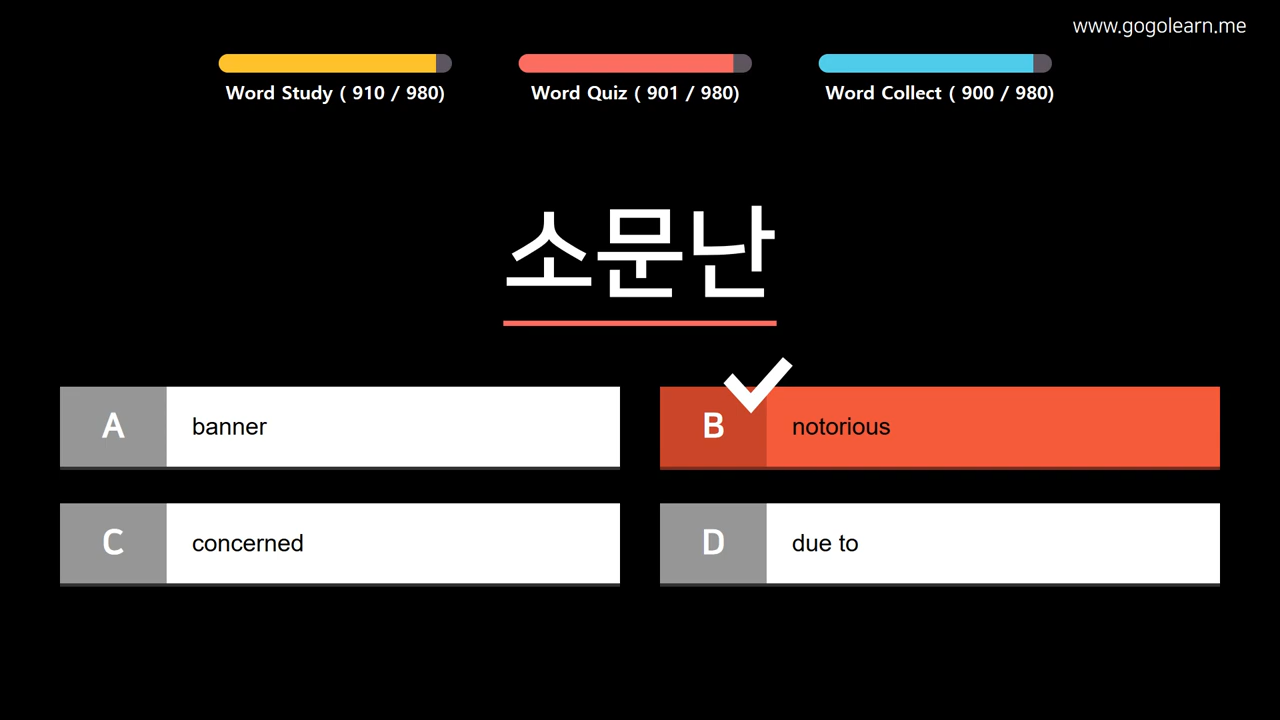 www.gogolearn.me
Word Study ( 910 / 980)
Word Quiz ( 901 / 980)
Word Collect ( 900 / 980)
소문난
A banner
B notorious
C concerned
D due to